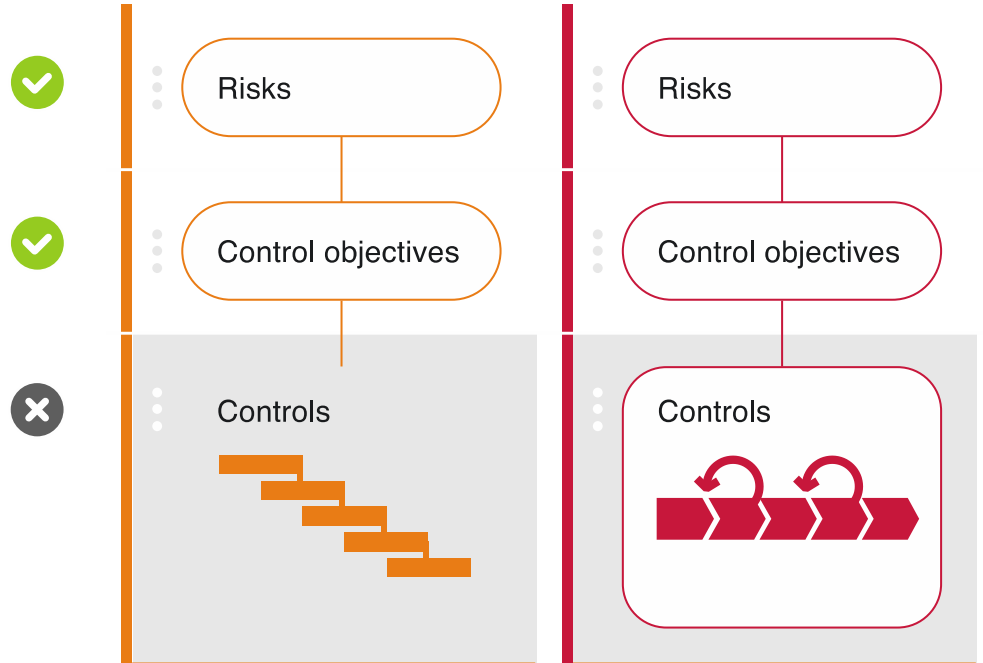 Risks
Risks
Control objectives
Control objectives
Controls
Controls